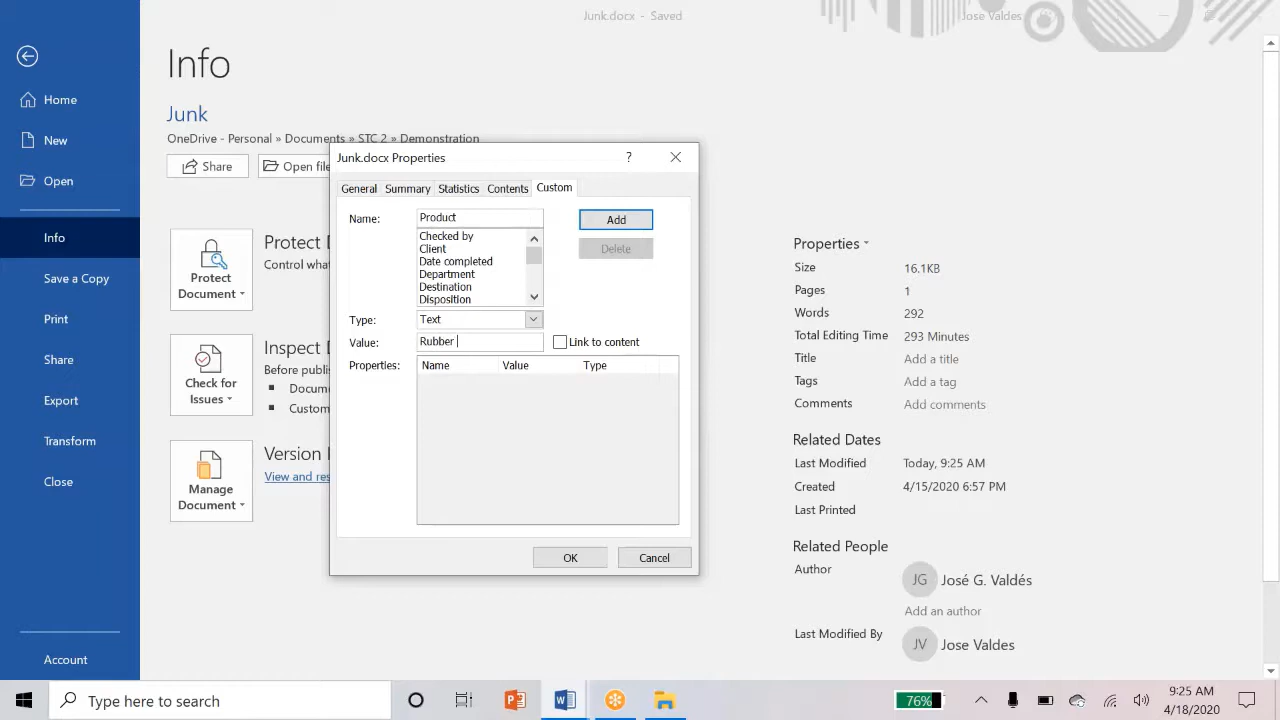 Junk.docx - Saved
Jose Valdes
Info
Home
New
Open
Info
Save a Copy
Print
Share
Export
Transform
Close
Account
Junk
OneDrive - Personal » Documents » STC 2 » Demonstration
Share
Open file
Protect Document
Protect D
Control wha
Check for Issues
Inspect D
Before publis
Docum
Custom
Manage Document
Version
View and res
Junk.docx Properties
?
General Summary Statistics Contents Custom
Name: Product Add
Checked by
Client
Date completed
Department
Destination
Disposition
Delete
Type: Text
Value: Rubber Link to content
Properties: Name Value Type
OK Cancel
Properties
Size 16.1KB
Pages 1
Words 292
Total Editing Time 293 Minutes
Title Add a title
Tags Add a tag
Comments Add comments
Related Dates
Last Modified Today, 9:25 AM
Created 4/15/2020 6:57 PM
Last Printed
Related People
Author JG José G. Valdés
Add an author
Last Modified By JV Jose Valdes
Type here to search
76%
9:25 AM
4/18/2020